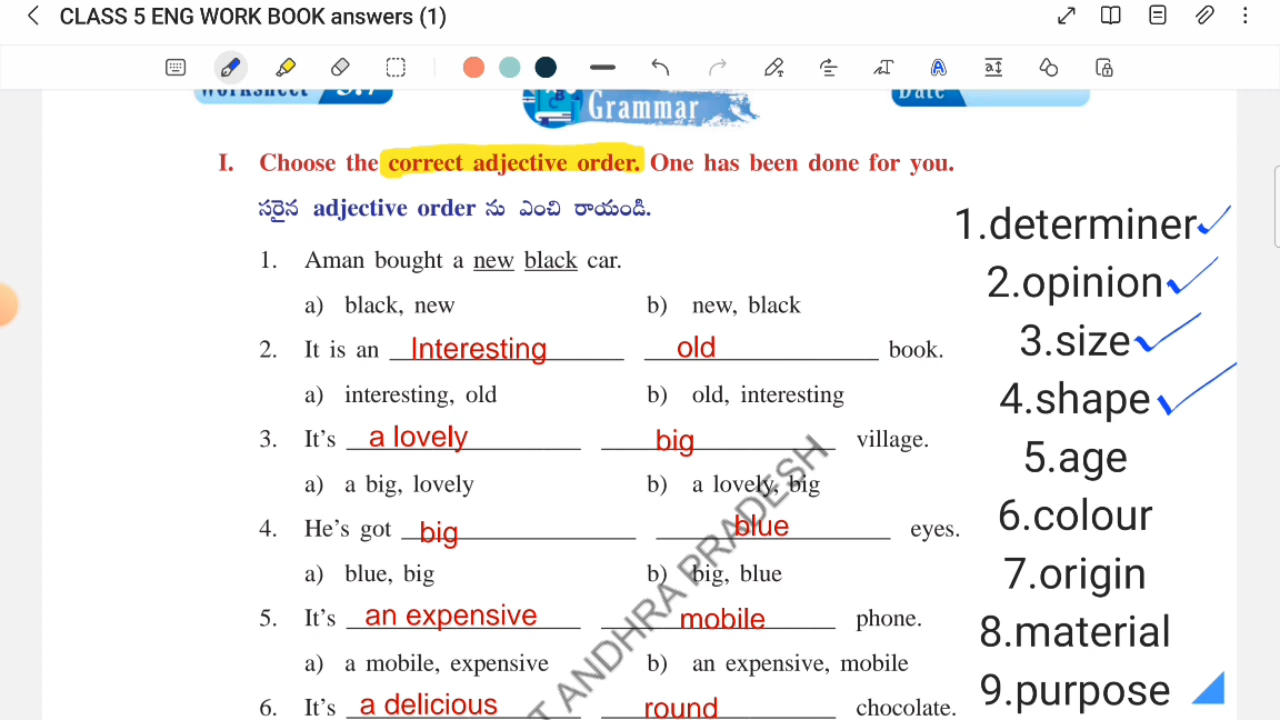 CLASS 5 ENG WORK BOOK answers (1)
Worksheet 5.7
Grammar
Date
I. Choose the correct adjective order. One has been done for you.
సరైన adjective order ను ఎంచి రాయండి.
1. Aman bought a new black car.
a) black, new b) new, black
2. It is an Interesting old book.
a) interesting, old b) old, interesting
3. It's a lovely big village.
a) a big, lovely b) a lovely, big
4. He's got big blue eyes.
a) blue, big b) big, blue
5. It's an expensive mobile phone.
a) a mobile, expensive b) an expensive, mobile
6. It's a delicious round chocolate.
1.determiner
2.opinion
3.size
4.shape
5.age
6.colour
7.origin
8.material
9.purpose
ANDHRA PRADESH